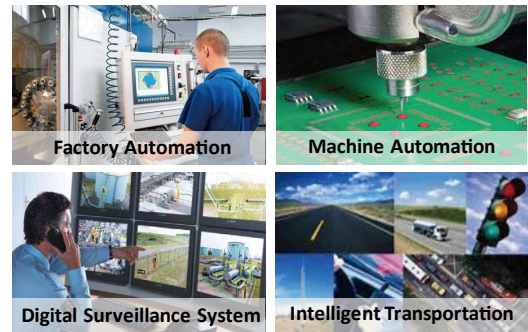 Factory Automation
Machine Automation
Digital Surveillance System
Intelligent Transportation